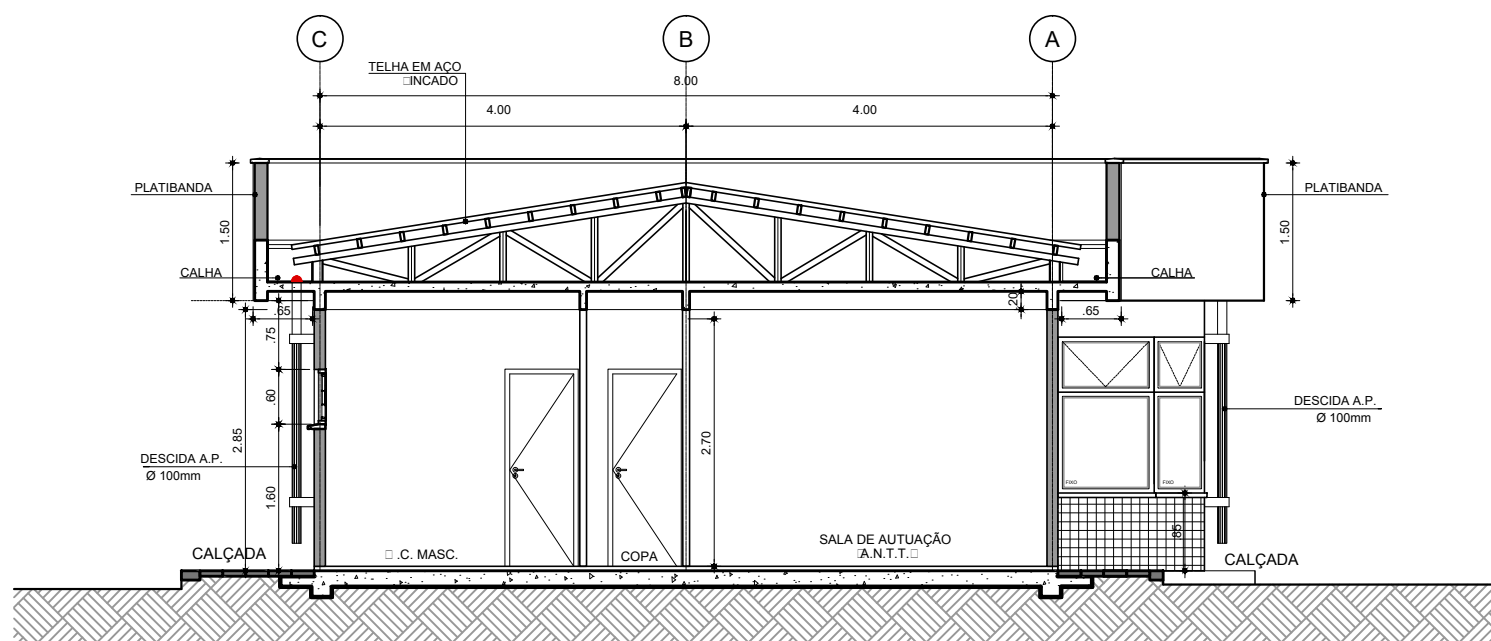 C
B
A
TELHA EM AÇO
□INCADO
8.00
4.00
4.00
PLATIBANDA
PLATIBANDA
1.50
1.50
CALHA
CALHA
.65
20
.65
.75
.60
2.85
2.70
DESCIDA A.P.
Ø 100mm
DESCIDA A.P.
Ø 100mm
1.60
FIXO
FIXO
.85
CALÇADA
□ .C. MASC.
COPA
SALA DE AUTUAÇÃO
□A.N.T.T.□
CALÇADA